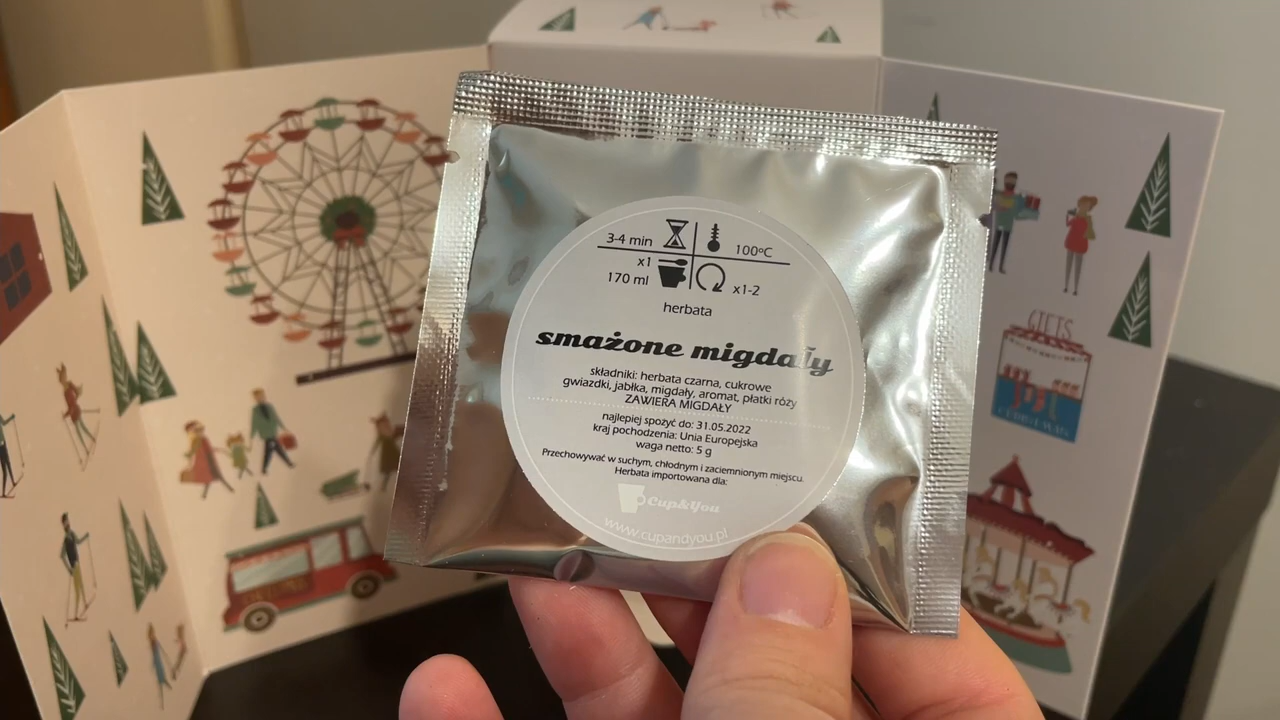 3-4 min
100ºC
x1
170 ml
x1-2
herbata
smażone migdały
składniki: herbata czarna, cukrowe
gwiazdki, jabłka, migdały, aromat, płatki róży
ZAWIERA MIGDAŁY
najlepiej spożyć do: 31.05.2022
kraj pochodzenia: Unia Europejska
waga netto: 5 g
Przechowywać w suchym, chłodnym i zaciemnionym miejscu.
Herbata importowana dla:
Cup&You
www.cupandyou.pl
GIFTS